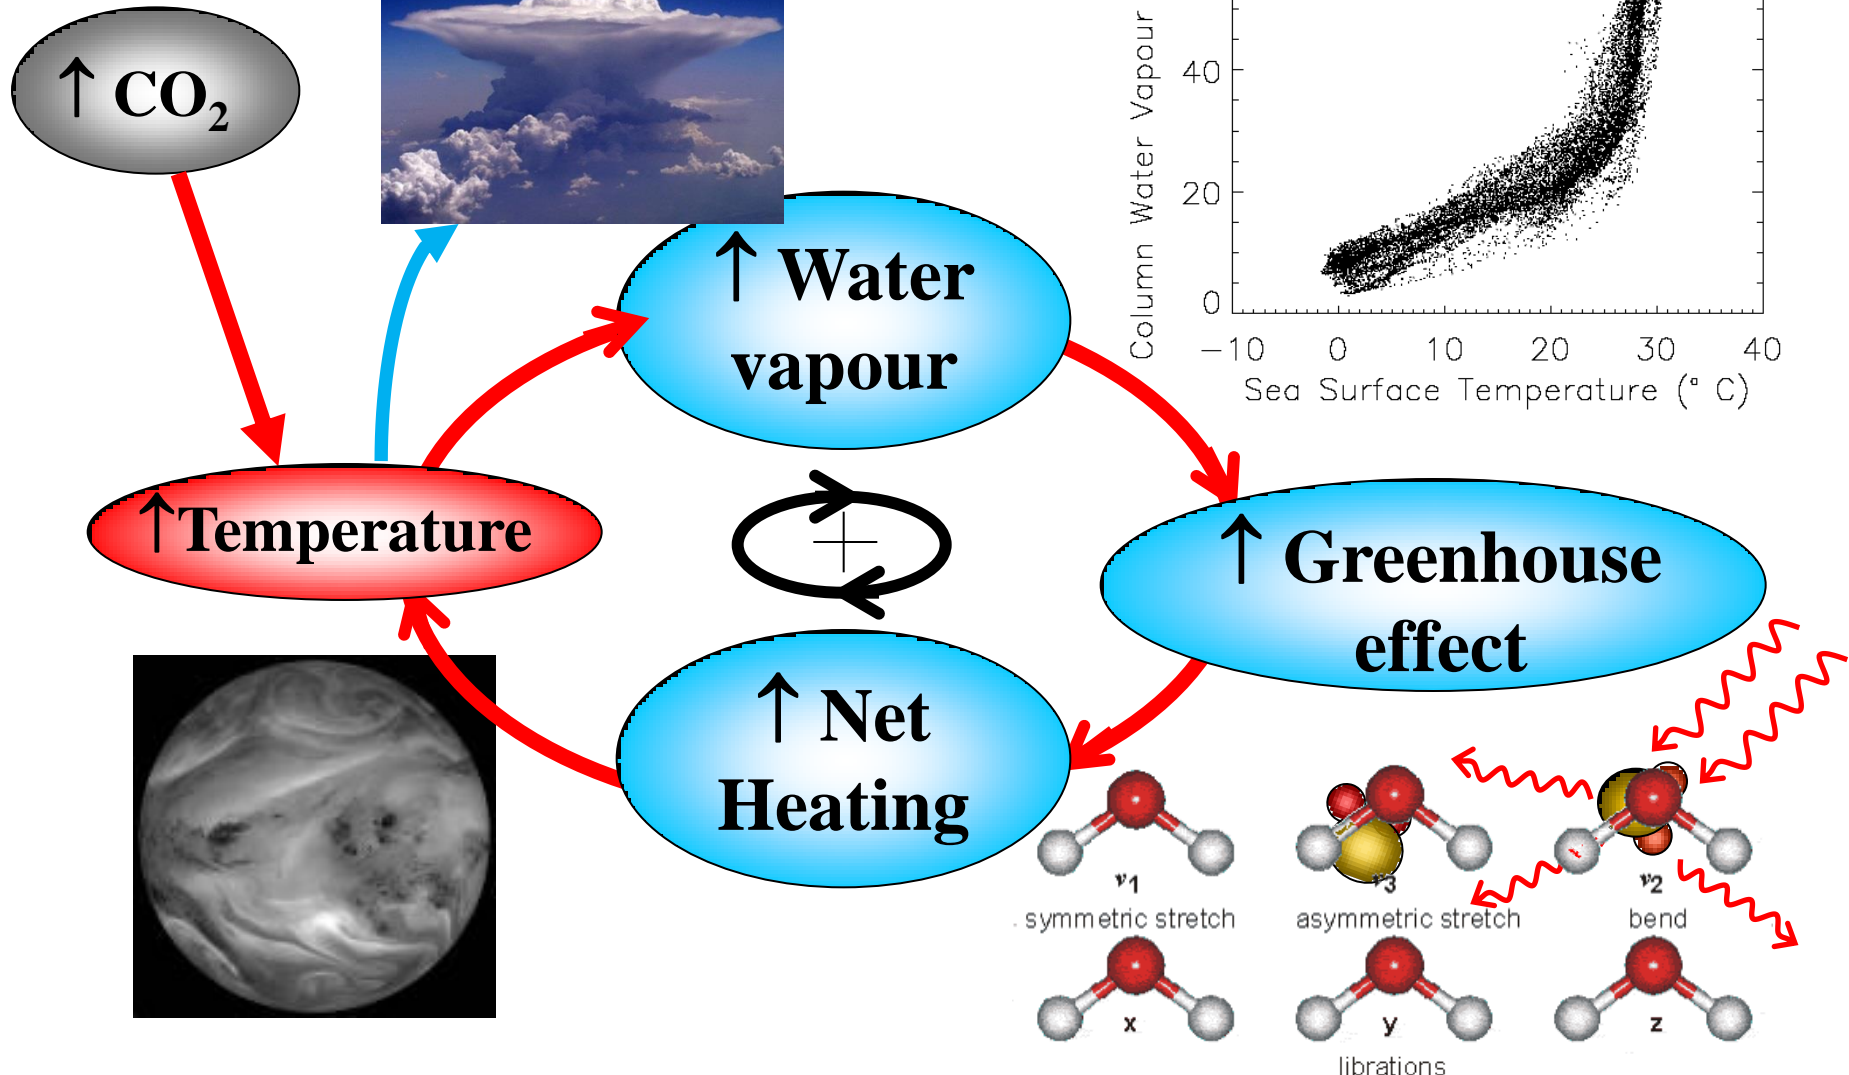 ↑ CO₂
↑ Water
vapour
↑Temperature
↑ Greenhouse
effect
↑ Net
Heating
Column Water Vapour
40
20
0
−10 0 10 20 30 40
Sea Surface Temperature (° C)
+
ν1 ν3 ν2
symmetric stretch asymmetric stretch bend
x y z
librations